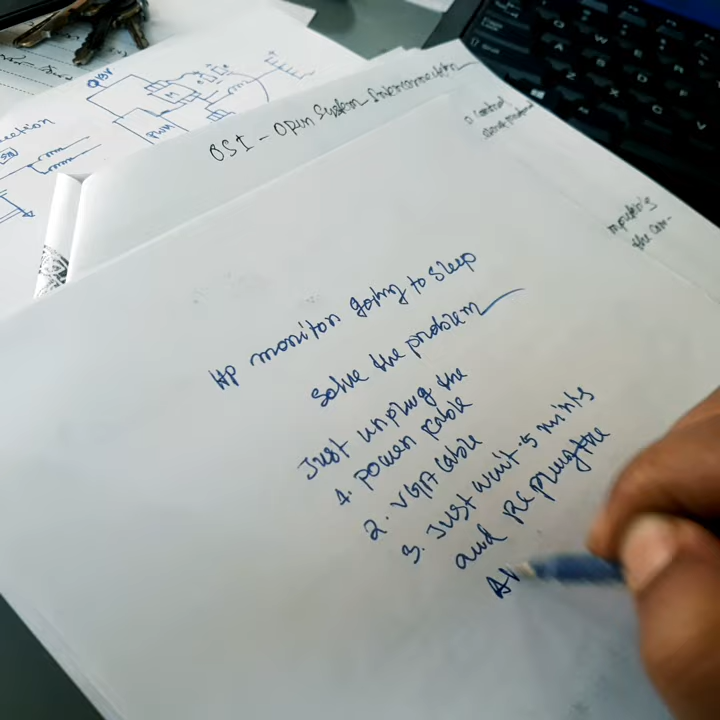 OSI - Open System Interconnection
HP monitor going to sleep
Solve the problem
Just unplug the
1. power cable
2. VGA cable
3. Just wait 5 minits
and Replug the